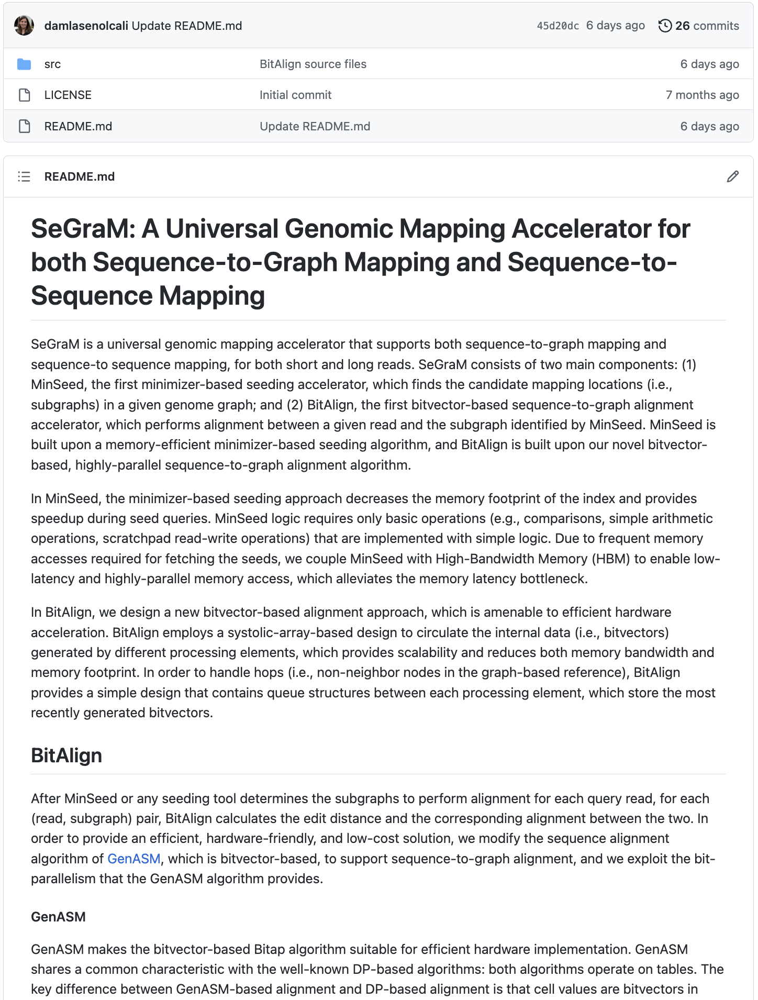 damlasenolcali Update README.md 45d20dc 6 days ago 26 commits
src BitAlign source files 6 days ago
LICENSE Initial commit 7 months ago
README.md Update README.md 6 days ago
README.md
SeGraM: A Universal Genomic Mapping Accelerator for
both Sequence-to-Graph Mapping and Sequence-to-
Sequence Mapping
SeGraM is a universal genomic mapping accelerator that supports both sequence-to-graph mapping and
sequence-to sequence mapping, for both short and long reads. SeGraM consists of two main components: (1)
MinSeed, the first minimizer-based seeding accelerator, which finds the candidate mapping locations (i.e.,
subgraphs) in a given genome graph; and (2) BitAlign, the first bitvector-based sequence-to-graph alignment
accelerator, which performs alignment between a given read and the subgraph identified by MinSeed. MinSeed is
built upon a memory-efficient minimizer-based seeding algorithm, and BitAlign is built upon our novel bitvector-
based, highly-parallel sequence-to-graph alignment algorithm.
In MinSeed, the minimizer-based seeding approach decreases the memory footprint of the index and provides
speedup during seed queries. MinSeed logic requires only basic operations (e.g., comparisons, simple arithmetic
operations, scratchpad read-write operations) that are implemented with simple logic. Due to frequent memory
accesses required for fetching the seeds, we couple MinSeed with High-Bandwidth Memory (HBM) to enable low-
latency and highly-parallel memory access, which alleviates the memory latency bottleneck.
In BitAlign, we design a new bitvector-based alignment approach, which is amenable to efficient hardware
acceleration. BitAlign employs a systolic-array-based design to circulate the internal data (i.e., bitvectors)
generated by different processing elements, which provides scalability and reduces both memory bandwidth and
memory footprint. In order to handle hops (i.e., non-neighbor nodes in the graph-based reference), BitAlign
provides a simple design that contains queue structures between each processing element, which store the most
recently generated bitvectors.
BitAlign
After MinSeed or any seeding tool determines the subgraphs to perform alignment for each query read, for each
(read, subgraph) pair, BitAlign calculates the edit distance and the corresponding alignment between the two. In
order to provide an efficient, hardware-friendly, and low-cost solution, we modify the sequence alignment
algorithm of GenASM, which is bitvector-based, to support sequence-to-graph alignment, and we exploit the bit-
parallelism that the GenASM algorithm provides.
GenASM
GenASM makes the bitvector-based Bitap algorithm suitable for efficient hardware implementation. GenASM
shares a common characteristic with the well-known DP-based algorithms: both algorithms operate on tables. The
key difference between GenASM-based alignment and DP-based alignment is that cell values are bitvectors in